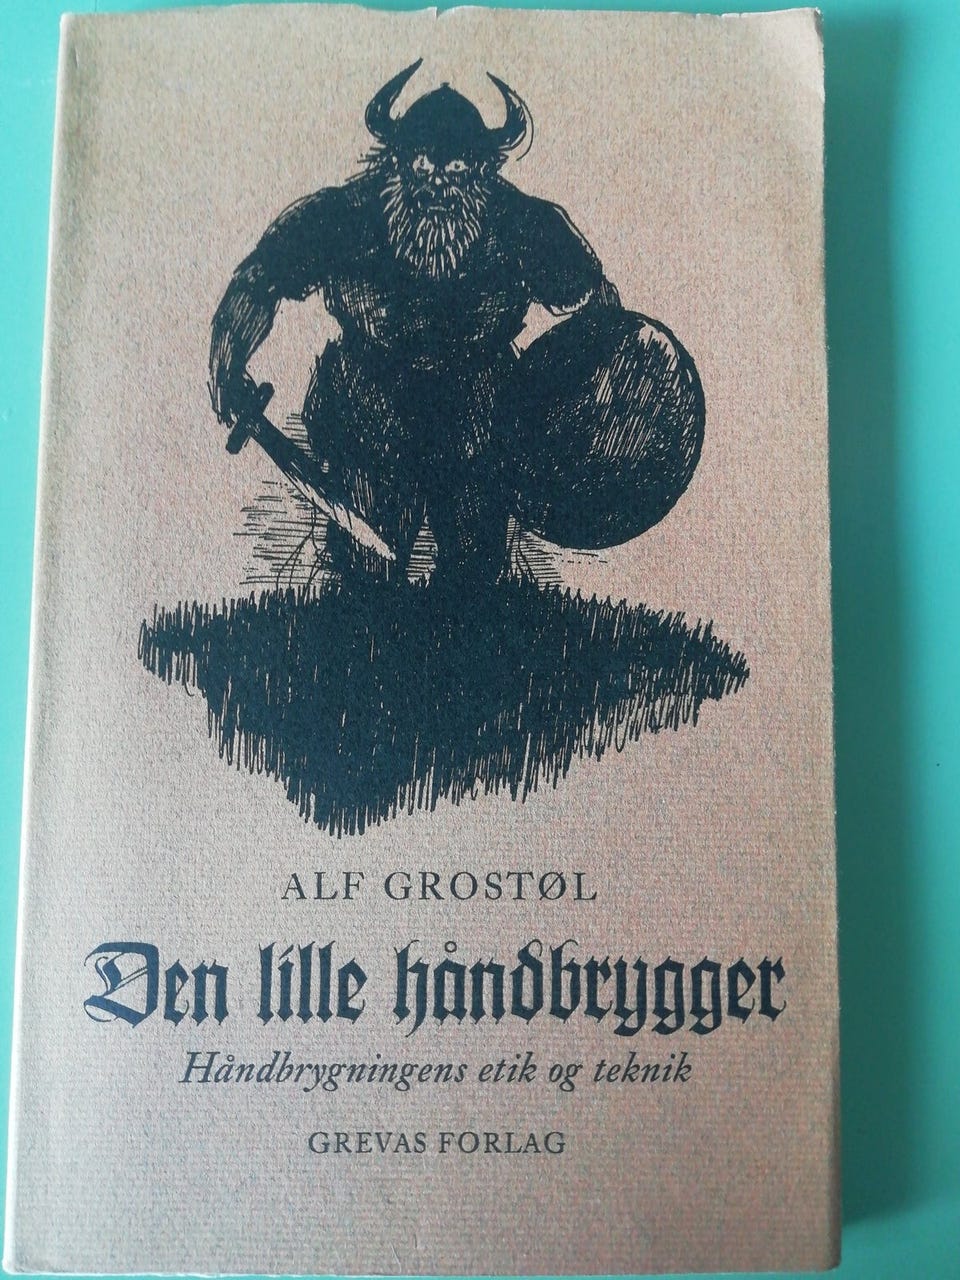 ALF GROSTØL
Den lille håndbrygger
Håndbrygningens etik og teknik
GREVAS FORLAG